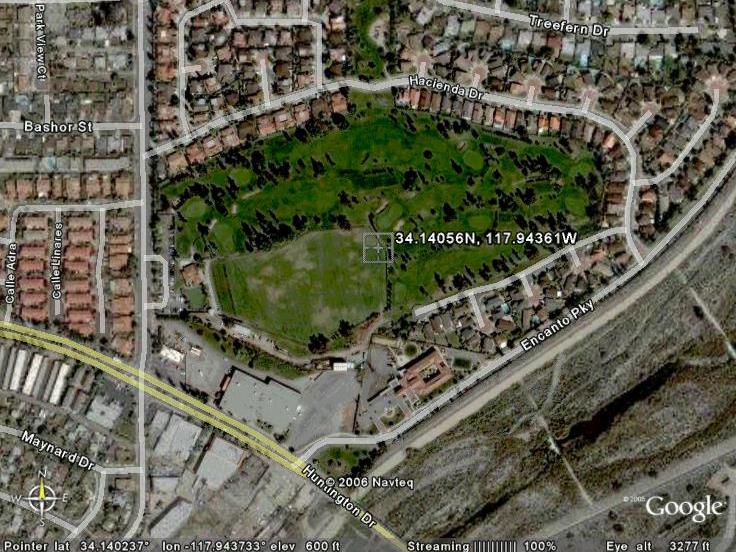 Park View Ct
Treefern Dr
Hacienda Dr
Bashor St
34.14056N, 117.94361W
Calle Adra
Calle Linares
Encanto Pky
Maynard Dr
Huntington Dr
N
W E
S
© 2006 Navteq
© 2005 Google
Pointer lat 34.140237° lon -117.943733° elev 600 ft
Streaming |||||||||| 100%
Eye alt 3277 ft